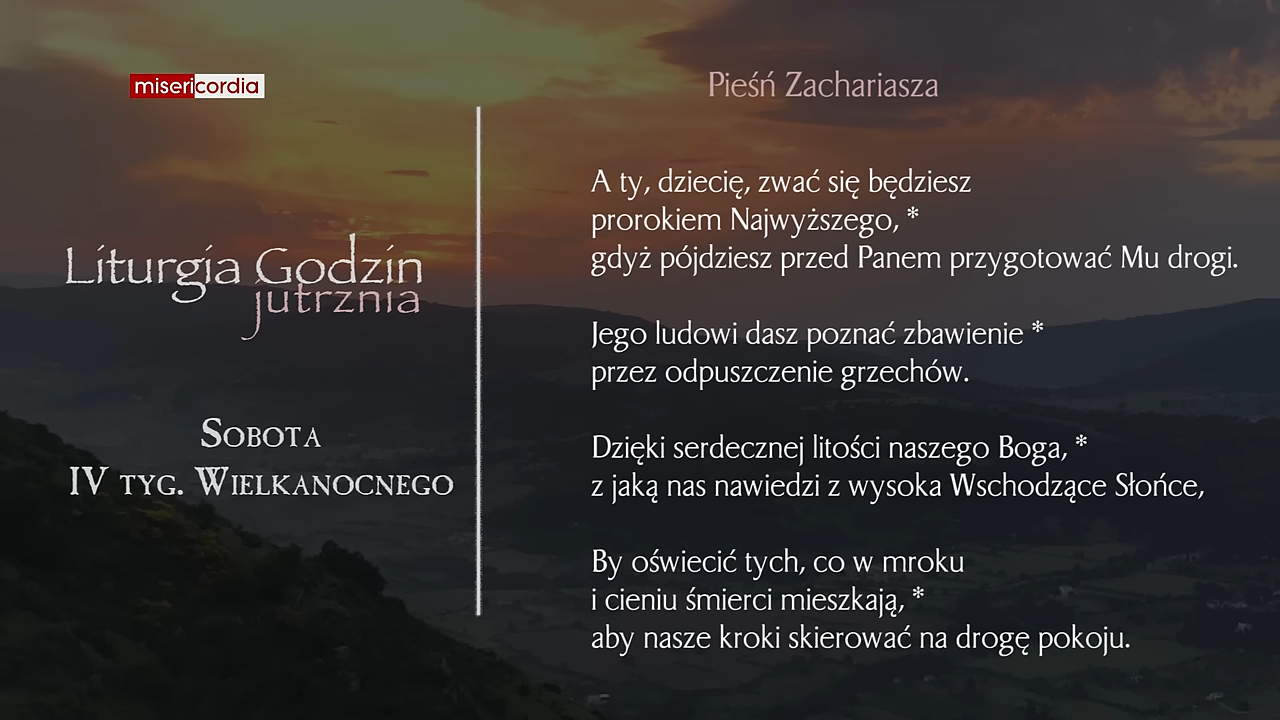 misericordia
Liturgia Godzin
jutrznia
Sobota
IV tyg. Wielkanocnego
Pieśń Zachariasza
A ty, dziecię, zwać się będziesz
prorokiem Najwyższego, *
gdyż pójdziesz przed Panem przygotować Mu drogi.
Jego ludowi dasz poznać zbawienie *
przez odpuszczenie grzechów.
Dzięki serdecznej litości naszego Boga, *
z jaką nas nawiedzi z wysoka Wschodzące Słońce,
By oświecić tych, co w mroku
i cieniu śmierci mieszkają, *
aby nasze kroki skierować na drogę pokoju.